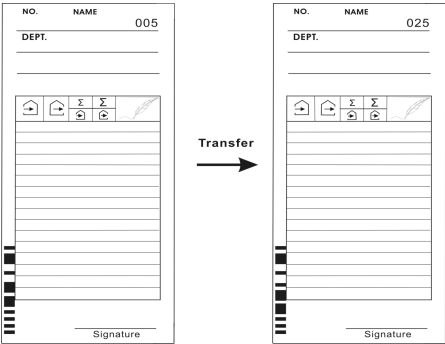 NO. NAME
005
DEPT.
Σ Σ
Signature
Transfer
NO. NAME
025
DEPT.
Σ Σ
Signature